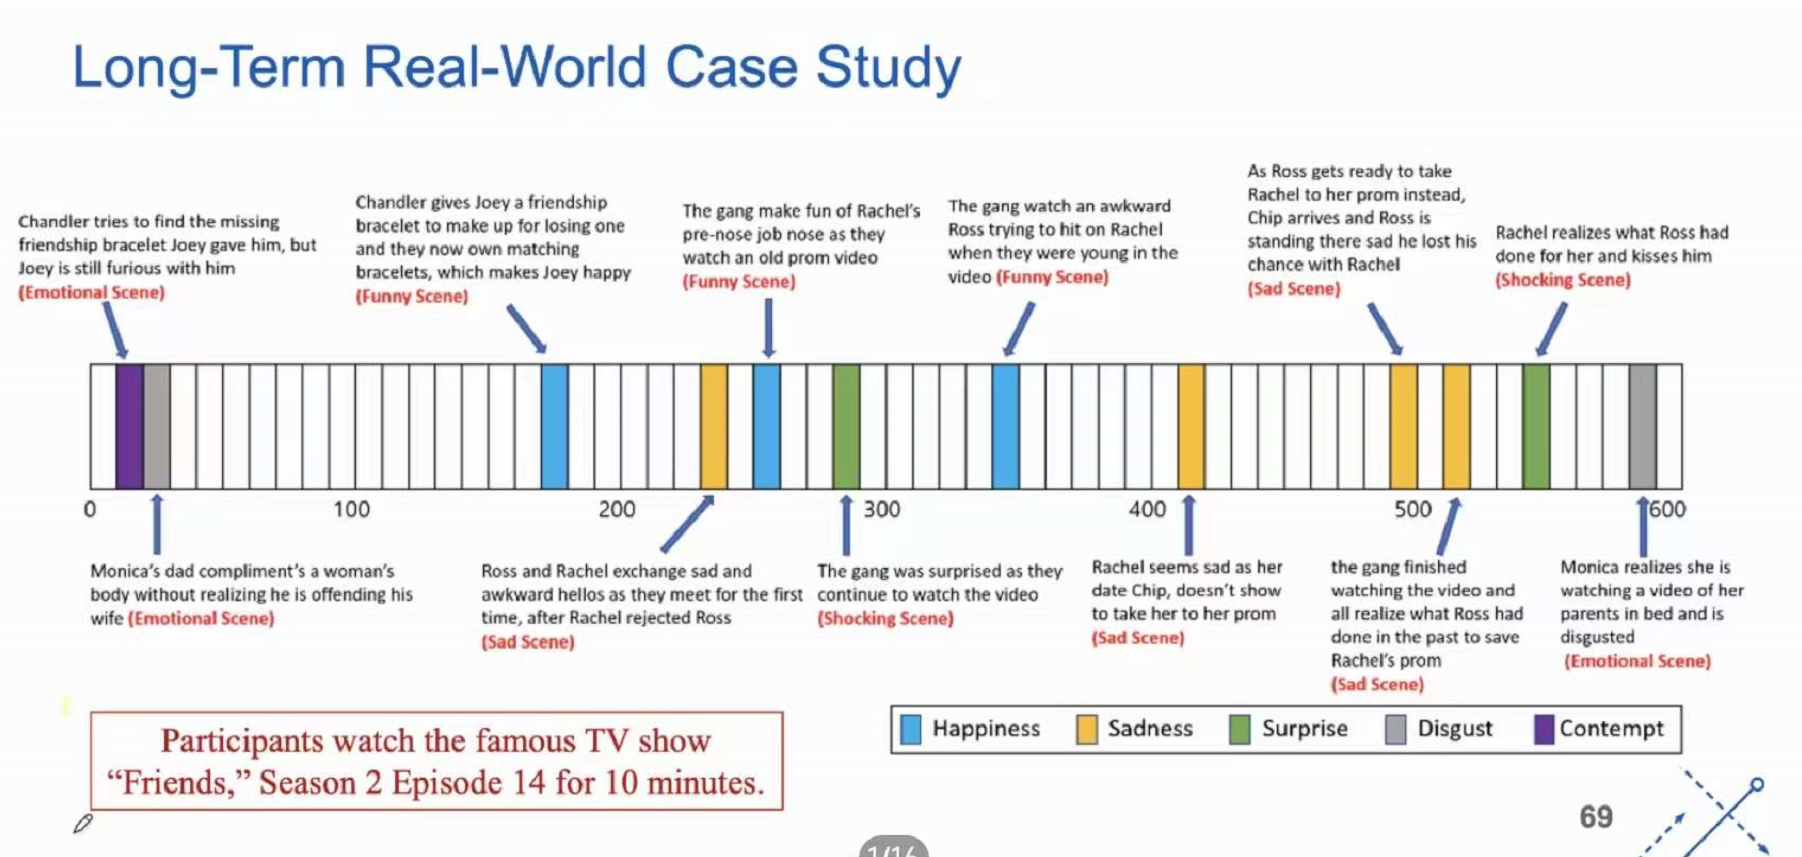 Long-Term Real-World Case Study
Chandler tries to find the missing
friendship bracelet Joey gave him, but
Joey is still furious with him
(Emotional Scene)
Chandler gives Joey a friendship
bracelet to make up for losing one
and they now own matching
bracelets, which makes Joey happy
(Funny Scene)
The gang make fun of Rachel's
pre-nose job nose as they
watch an old prom video
(Funny Scene)
The gang watch an awkward
Ross trying to hit on Rachel
when they were young in the
video (Funny Scene)
As Ross gets ready to take
Rachel to her prom instead,
Chip arrives and Ross is
standing there sad he lost his
chance with Rachel
(Sad Scene)
Rachel realizes what Ross had
done for her and kisses him
(Shocking Scene)
0 100 200 300 400 500 600
Monica's dad compliment's a woman's
body without realizing he is offending his
wife (Emotional Scene)
Ross and Rachel exchange sad and
awkward hellos as they meet for the first
time, after Rachel rejected Ross
(Sad Scene)
The gang was surprised as they
continue to watch the video
(Shocking Scene)
Rachel seems sad as her
date Chip, doesn't show
to take her to her prom
(Sad Scene)
the gang finished
watching the video and
all realize what Ross had
done in the past to save
Rachel's prom
(Sad Scene)
Monica realizes she is
watching a video of her
parents in bed and is
disgusted
(Emotional Scene)
Happiness Sadness Surprise Disgust Contempt
Participants watch the famous TV show
“Friends,” Season 2 Episode 14 for 10 minutes.
69